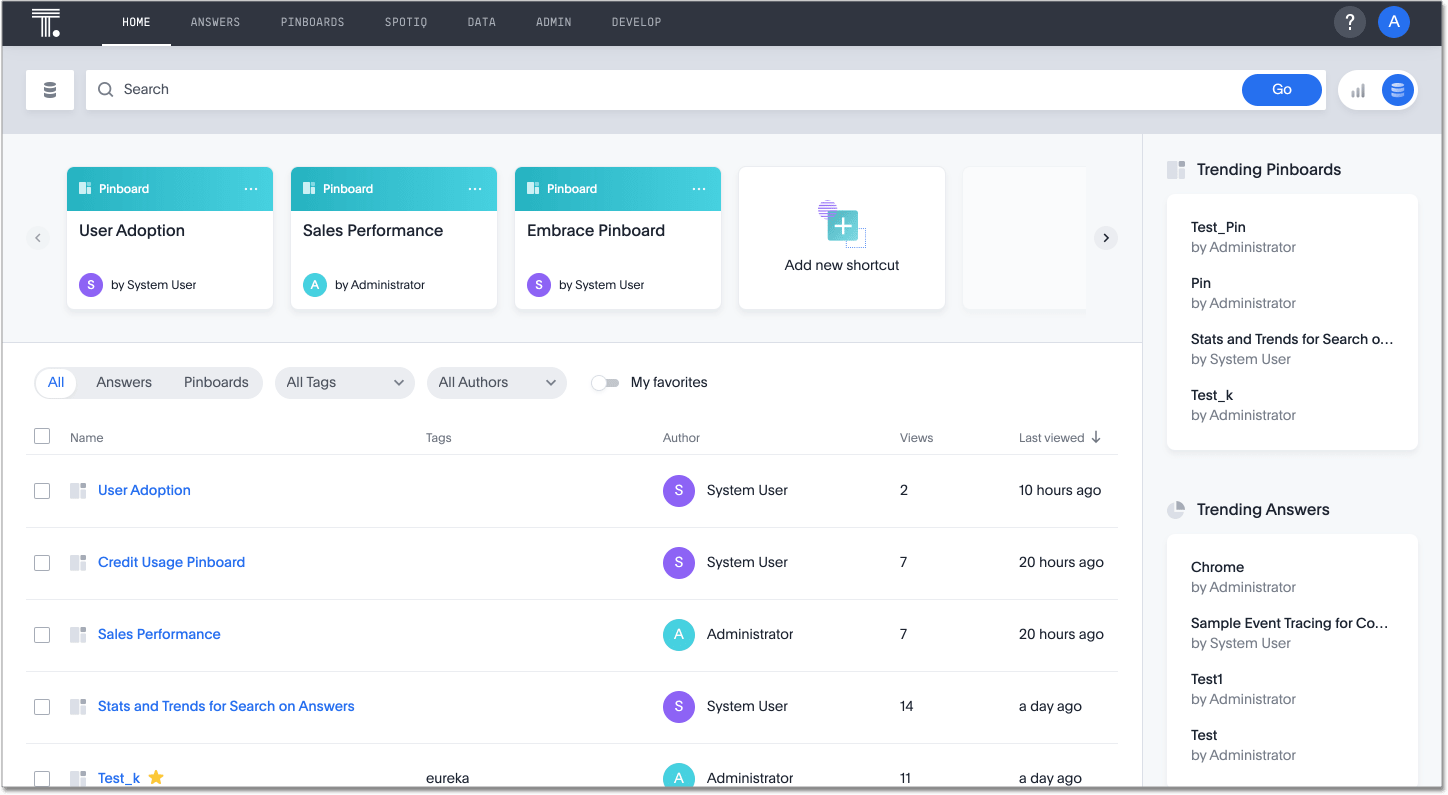 T.
HOME ANSWERS PINBOARDS SPOTIQ DATA ADMIN DEVELOP ? A
Search Go
Pinboard ... Pinboard ... Pinboard ...
User Adoption Sales Performance Embrace Pinboard
Add new shortcut
S by System User A by Administrator S by System User
All Answers Pinboards All Tags All Authors My favorites
Name Tags Author Views Last viewed
User Adoption S System User 2 10 hours ago
Credit Usage Pinboard S System User 7 20 hours ago
Sales Performance A Administrator 7 20 hours ago
Stats and Trends for Search on Answers S System User 14 a day ago
Test_k eureka A Administrator 11 a day ago
Trending Pinboards
Test_Pin
by Administrator
Pin
by Administrator
Stats and Trends for Search o...
by System User
Test_k
by Administrator
Trending Answers
Chrome
by Administrator
Sample Event Tracing for Co...
by System User
Test1
by Administrator
Test
by Administrator